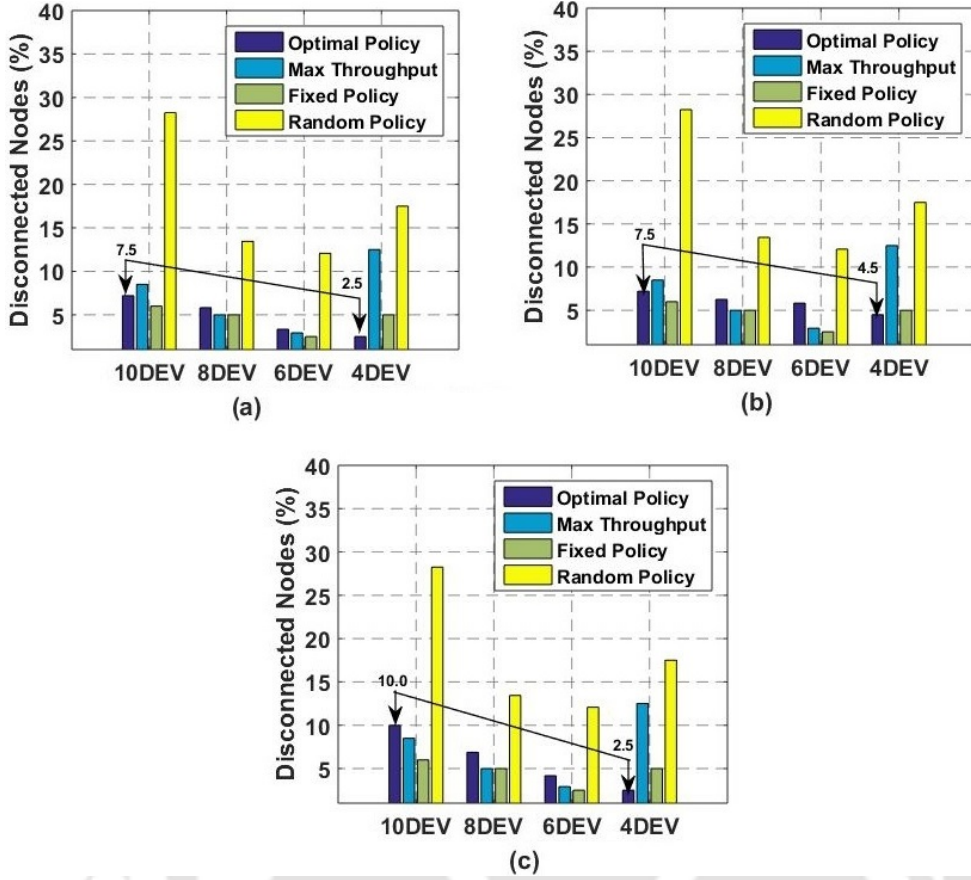 Disconnected Nodes (%)
40
35
30
25
20
15
10
5
Optimal Policy
Max Throughput
Fixed Policy
Random Policy
7.5
2.5
10DEV 8DEV 6DEV 4DEV
(a)
Disconnected Nodes (%)
40
35
30
25
20
15
10
5
Optimal Policy
Max Throughput
Fixed Policy
Random Policy
7.5
4.5
10DEV 8DEV 6DEV 4DEV
(b)
Disconnected Nodes (%)
40
35
30
25
20
15
10
5
Optimal Policy
Max Throughput
Fixed Policy
Random Policy
10.0
2.5
10DEV 8DEV 6DEV 4DEV
(c)